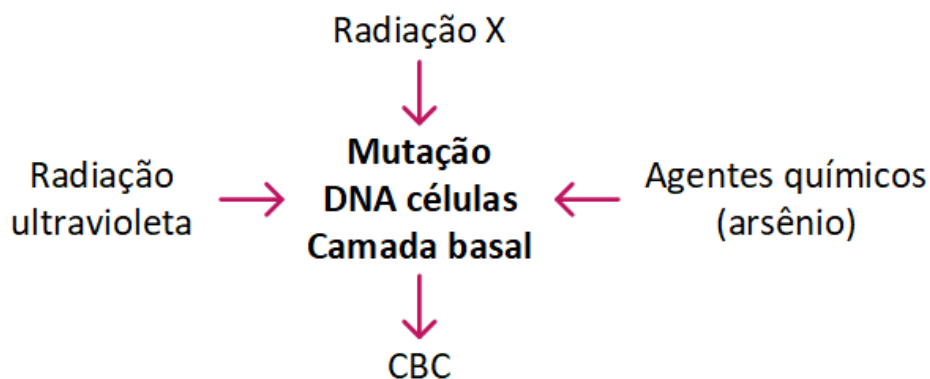 Radiação X
Mutação
DNA células
Camada basal
Radiação
ultravioleta
Agentes químicos
(arsênio)
CBC